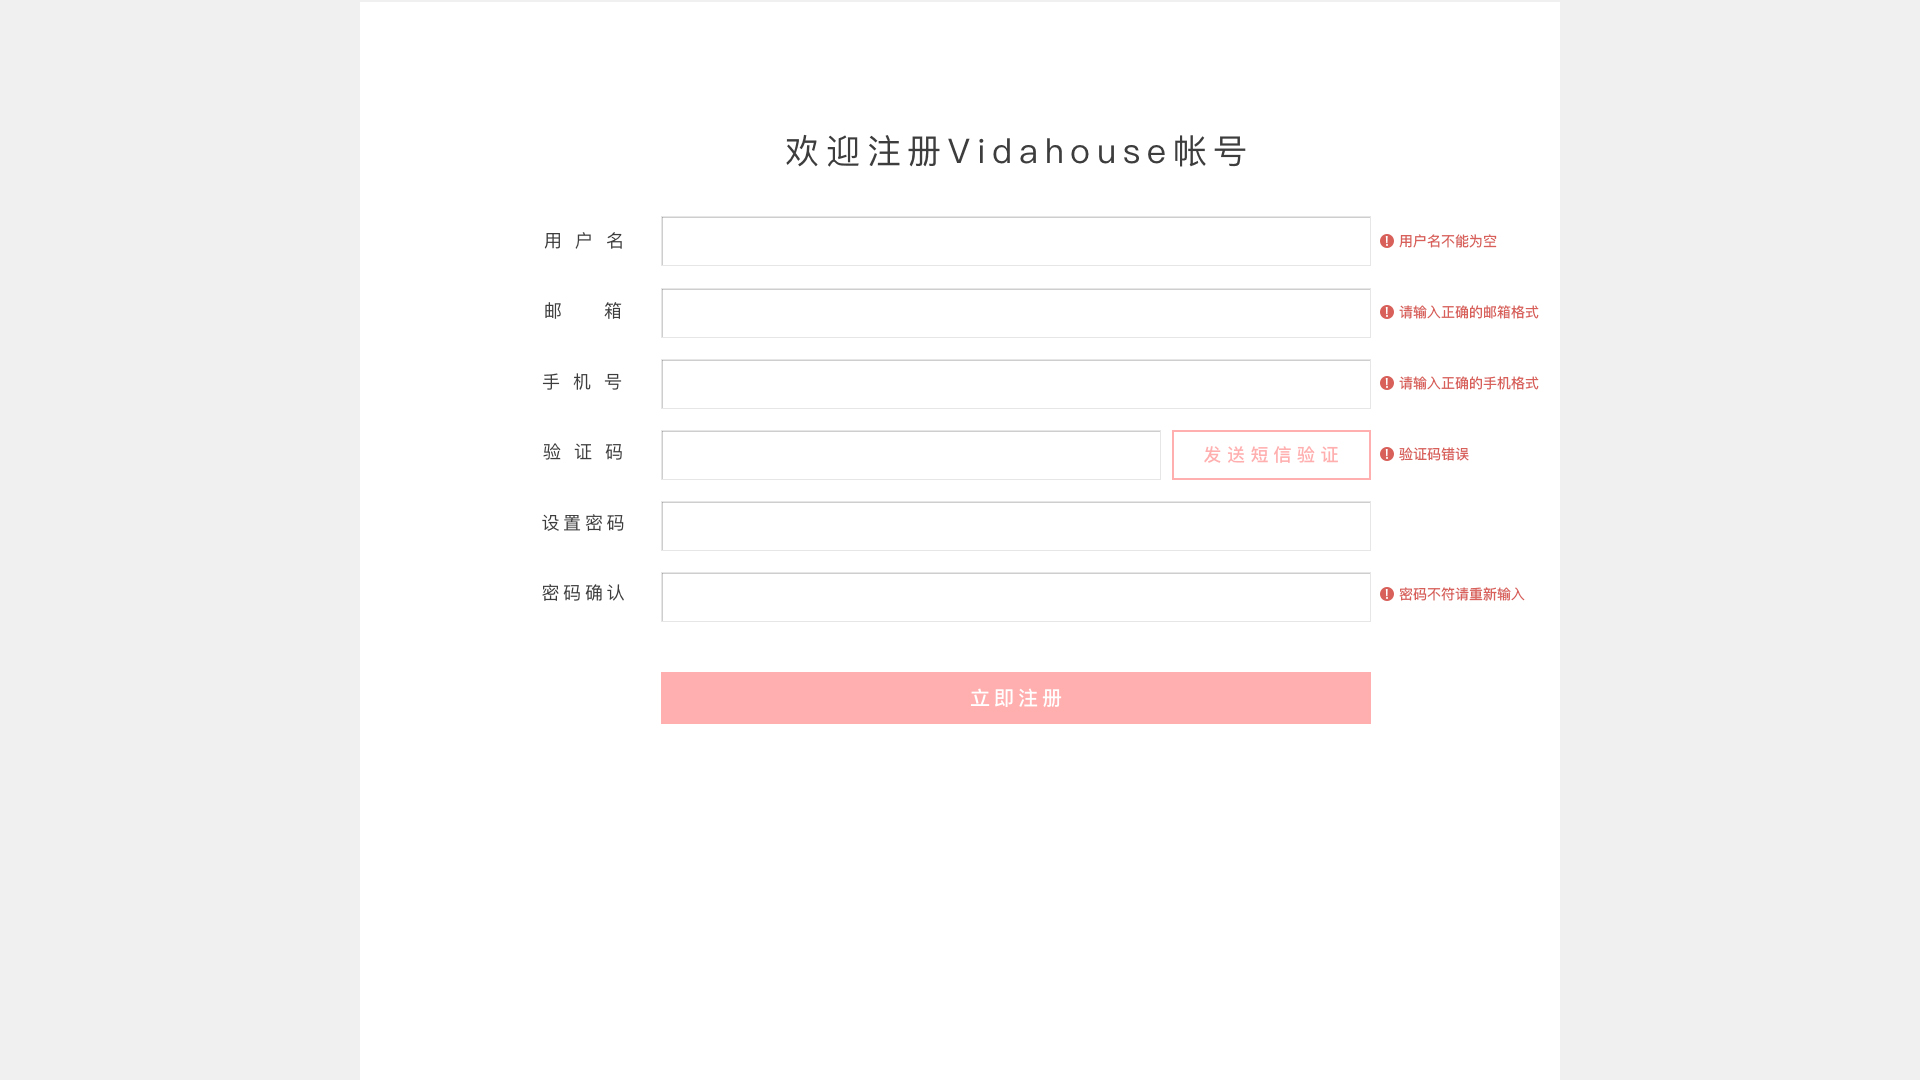 欢迎注册Vidahouse帐号
用户名
用户名不能为空
邮箱
请输入正确的邮箱格式
手机号
请输入正确的手机格式
验证码
发送短信验证
验证码错误
设置密码
密码确认
密码不符请重新输入
立即注册